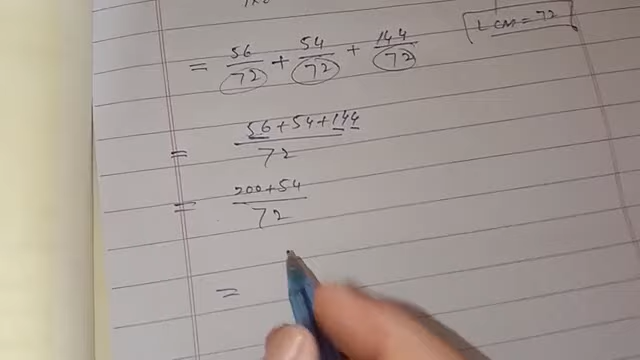 = 56/72 + 54/72 + 144/72
LCM = 72
= 56+54+144/72
= 200+54/72
=